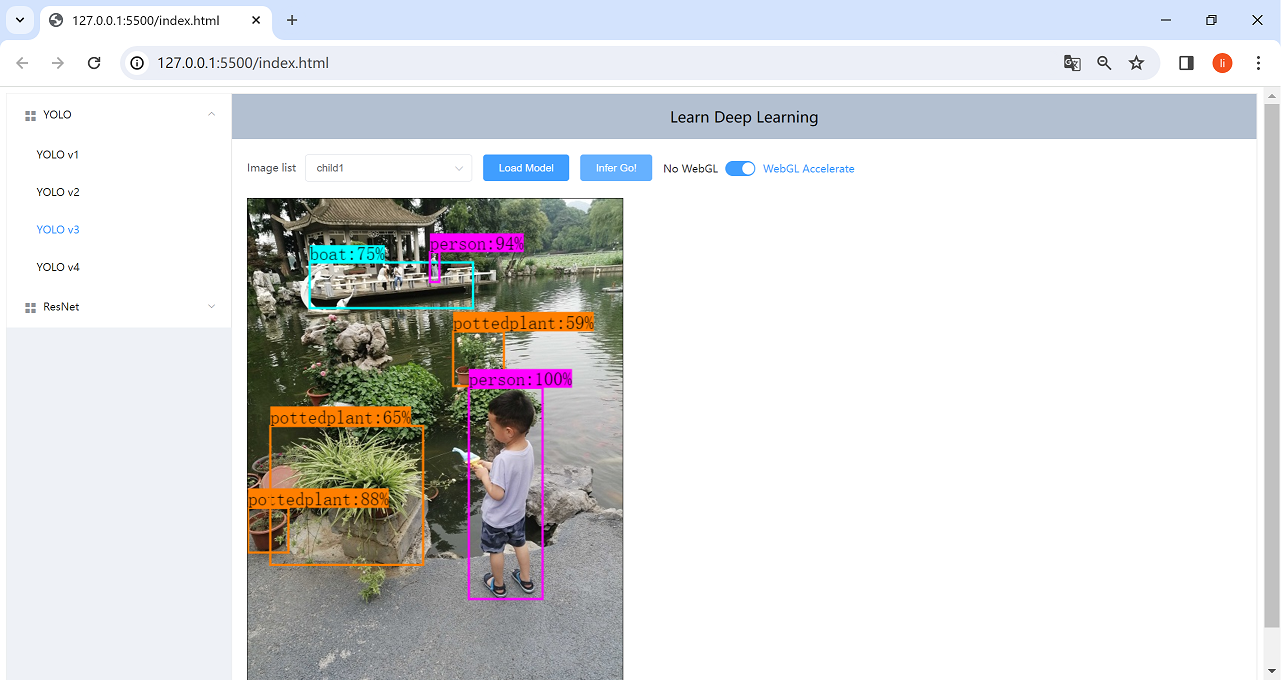 127.0.0.1:5500/index.html
127.0.0.1:5500/index.html
li
YOLO
YOLO v1
YOLO v2
YOLO v3
YOLO v4
ResNet
Learn Deep Learning
Image list child1 Load Model Infer Go! No WebGL WebGL Accelerate
person:94%
boat:75%
pottedplant:59%
person:100%
pottedplant:65%
pottedplant:88%